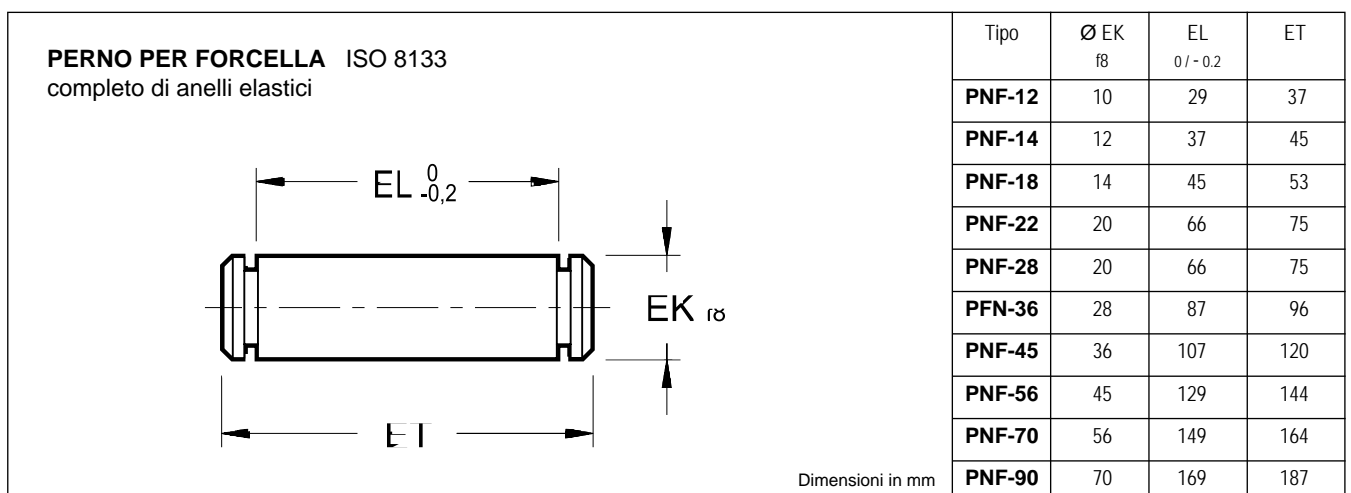 PERNO PER FORCELLA ISO 8133
completo di anelli elastici
EL 0 -0,2
EK f8
ET
Dimensioni in mm
Tipo Ø EK EL ET
f8 0 / - 0.2
PNF-12 10 29 37
PNF-14 12 37 45
PNF-18 14 45 53
PNF-22 20 66 75
PNF-28 20 66 75
PFN-36 28 87 96
PNF-45 36 107 120
PNF-56 45 129 144
PNF-70 56 149 164
PNF-90 70 169 187